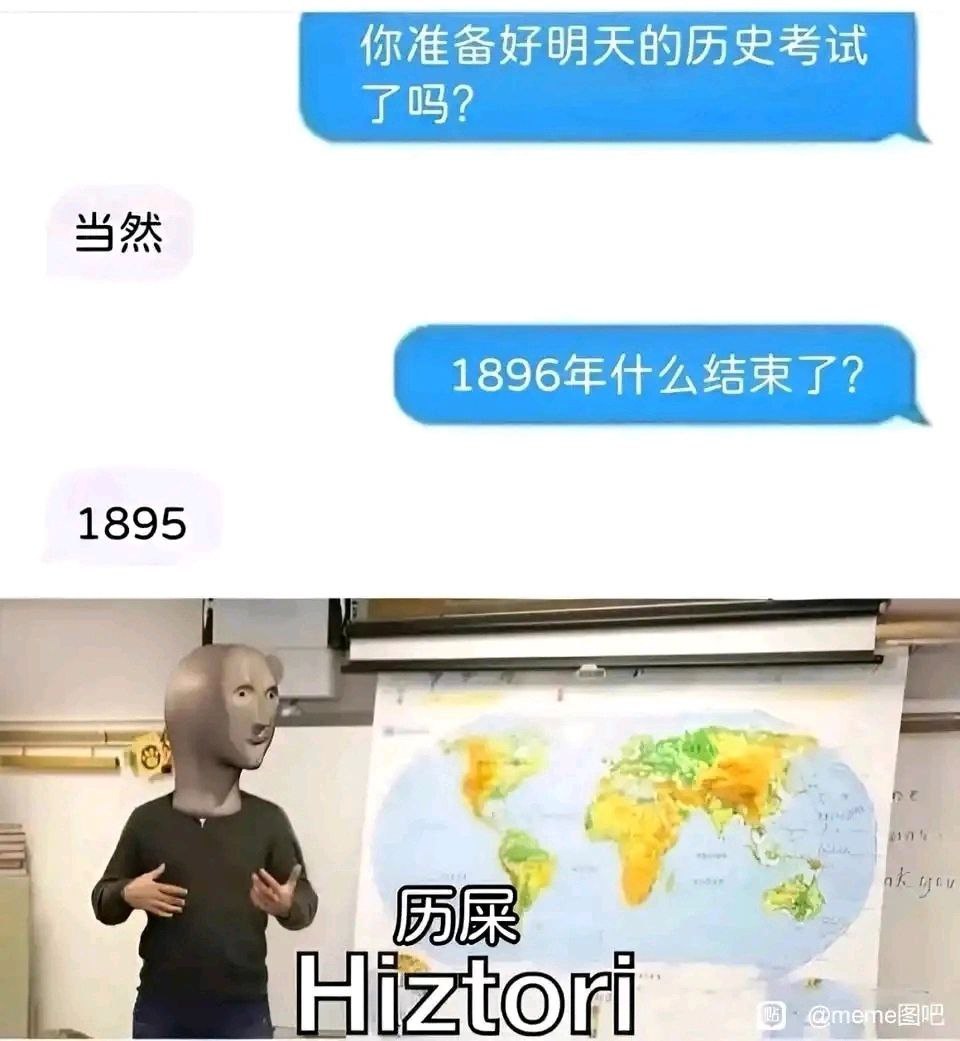 你准备好明天的历史考试
了吗？
当然
1896年什么结束了？
1895
历屎
Hiztori
贴 @meme图吧